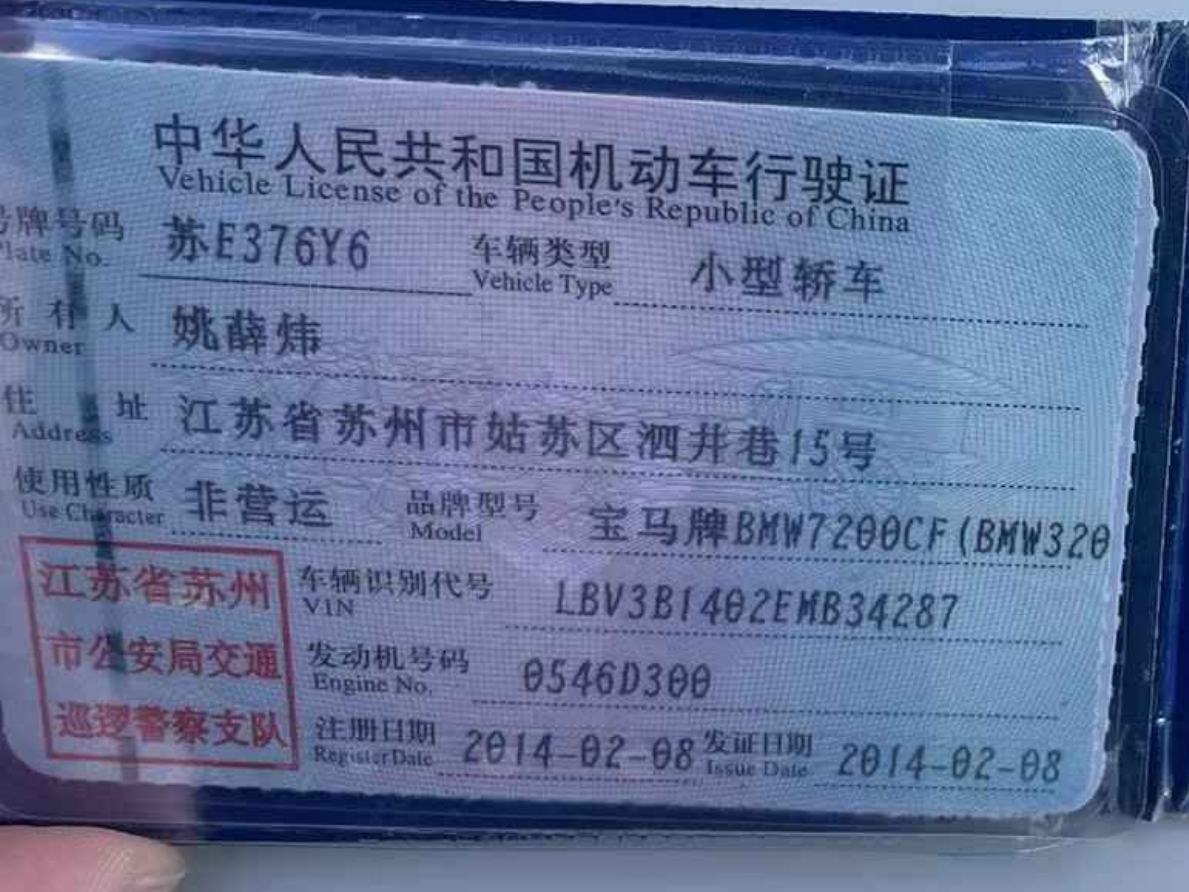 中华人民共和国机动车行驶证
Vehicle License of the People's Republic of China
号牌号码 苏E376Y6 车辆类型 小型轿车
Plate No. Vehicle Type
所有人 姚薛炜
Owner
住址 江苏省苏州市姑苏区泗井巷15号
Address
使用性质 非营运 品牌型号 宝马牌BMW7200CF(BMW320
Use Character Model
江苏省苏州 车辆识别代号 LBV3B1402EMB34287
VIN
市公安局交通 发动机号码 0546D300
Engine No.
巡逻警察支队 注册日期 2014-02-08 发证日期 2014-02-08
Register Date Issue Date